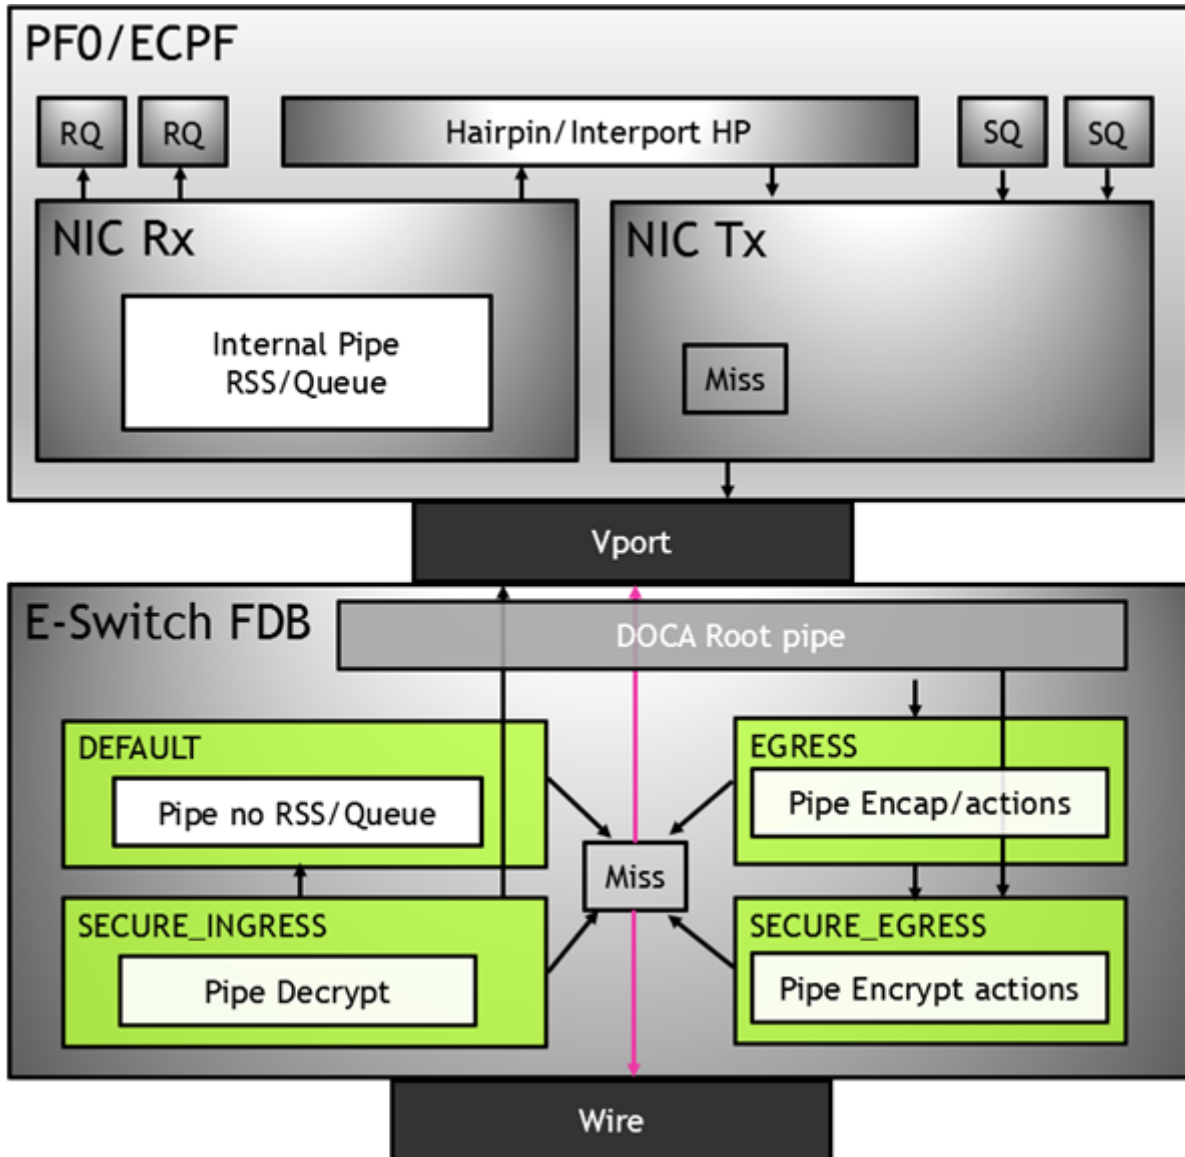 PF0/ECPF
RQ
RQ
Hairpin/Interport HP
SQ
SQ
NIC Rx
NIC Tx
Internal Pipe
RSS/Queue
Miss
Vport
E-Switch FDB
DOCA Root pipe
DEFAULT
Pipe no RSS/Queue
EGRESS
Pipe Encap/actions
Miss
SECURE_INGRESS
Pipe Decrypt
SECURE_EGRESS
Pipe Encrypt actions
Wire